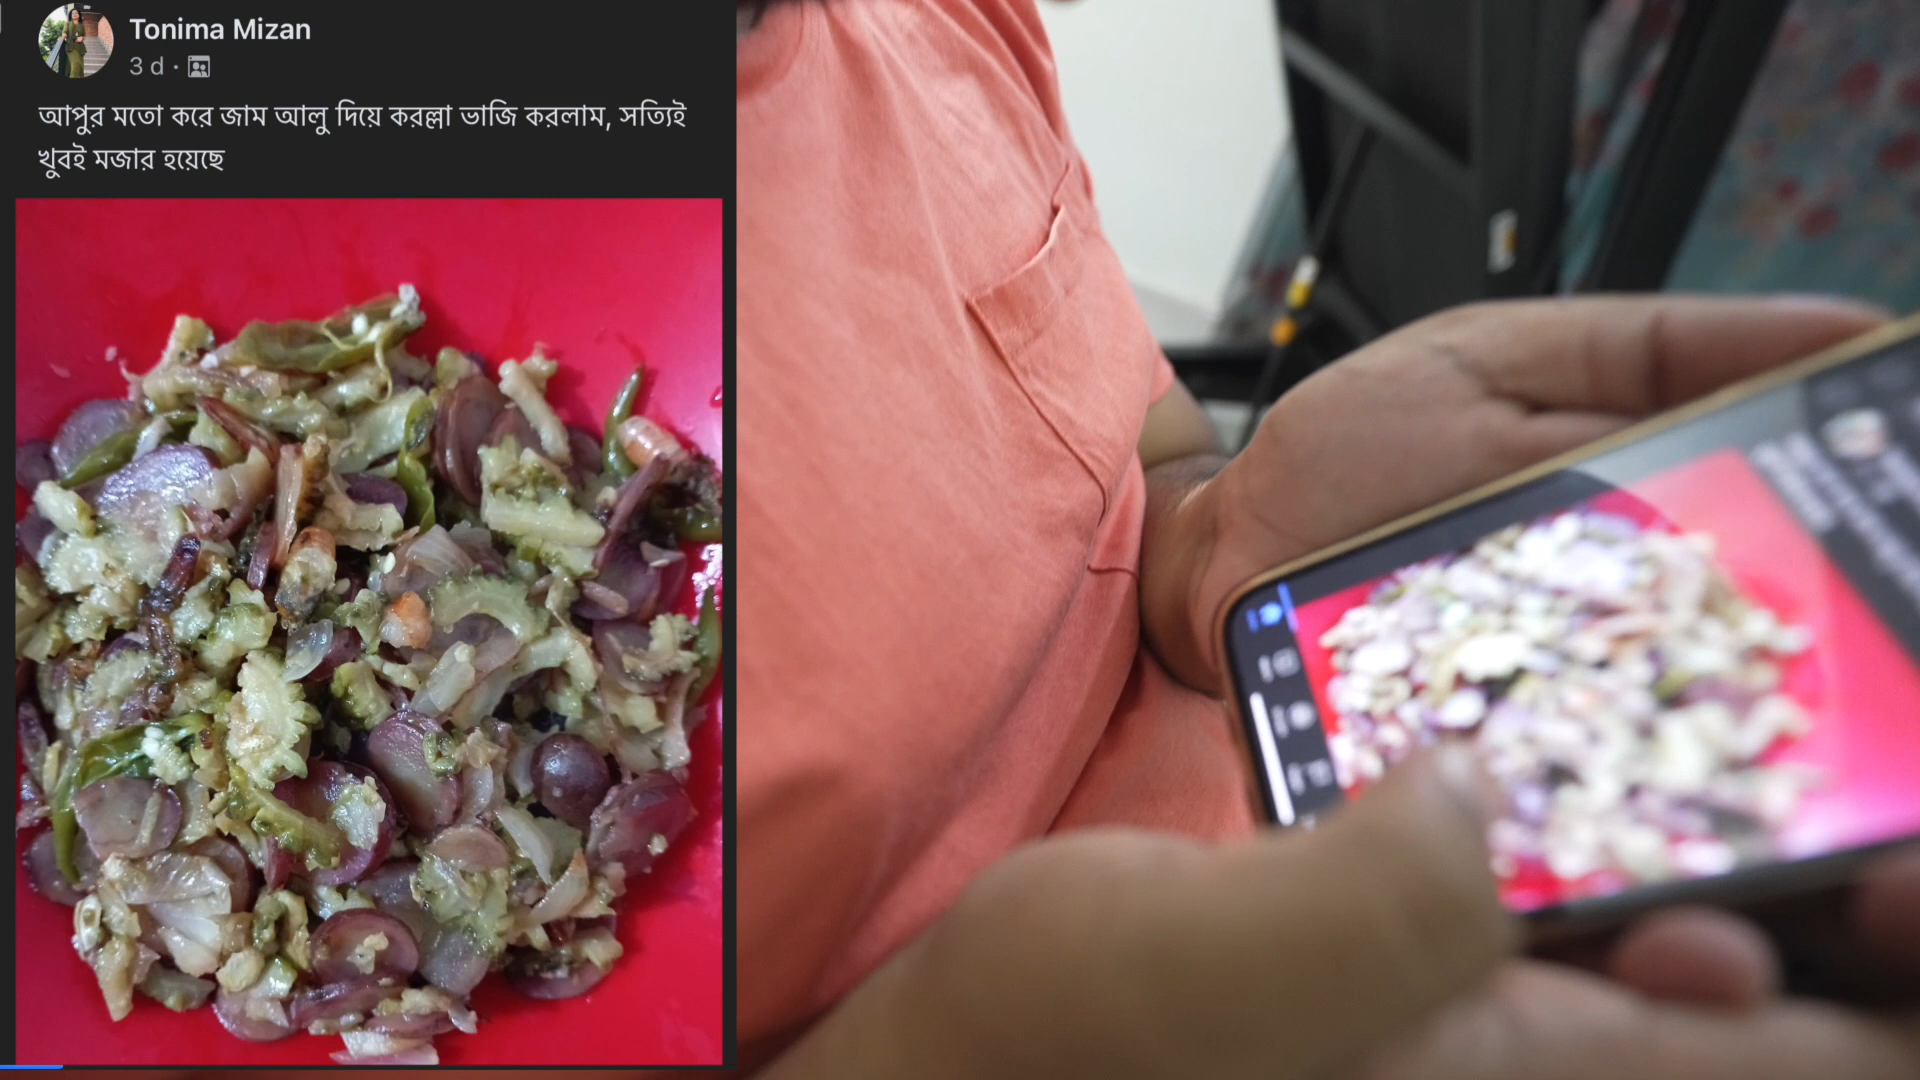 Tonima Mizan
3 d ·
আপুর মতো করে জাম আলু দিয়ে করল্লা ভাজি করলাম, সত্যিই
খুবই মজার হয়েছে